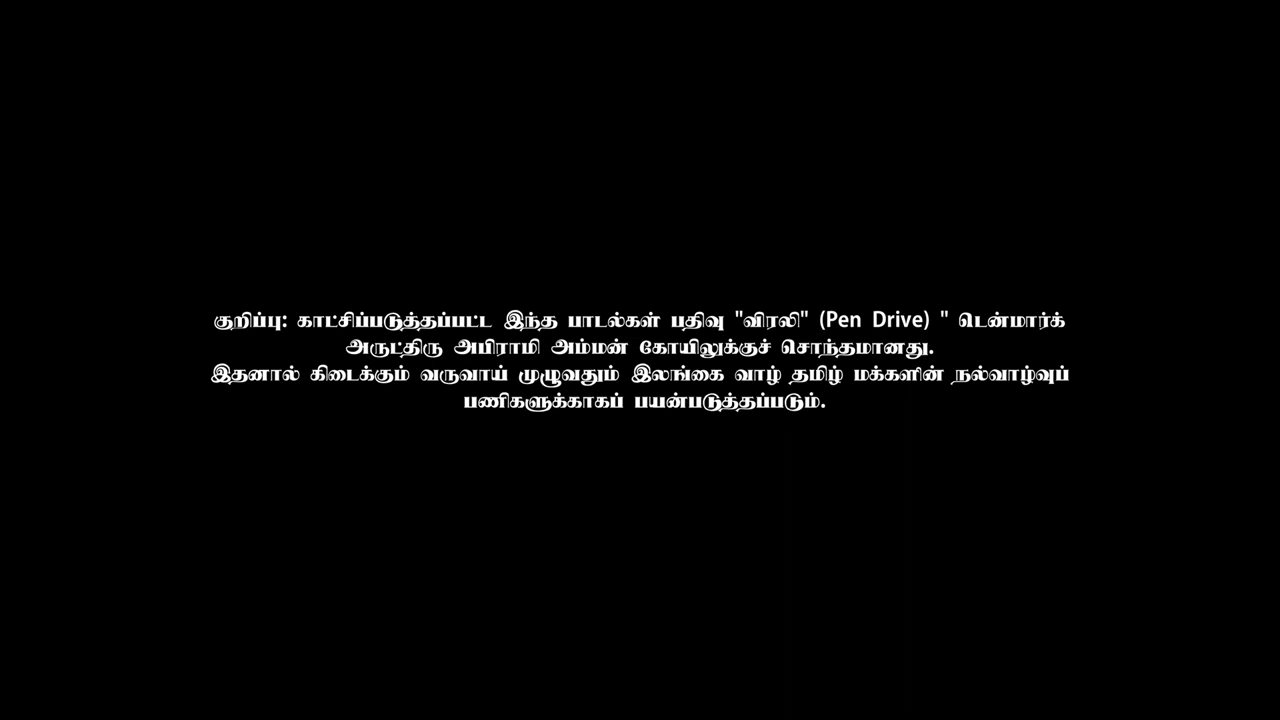 குறிப்பு: காட்சிப்படுத்தப்பட்ட இந்த பாடல்கள் பதிவு "விரலி" (Pen Drive) " டென்மார்க்
அருட்திரு அபிராமி அம்மன் கோயிலுக்குச் சொந்தமானது.
இதனால் கிடைக்கும் வருவாய் முழுவதும் இலங்கை வாழ் தமிழ் மக்களின் நல்வாழ்வுப்
பணிகளுக்காகப் பயன்படுத்தப்படும்.